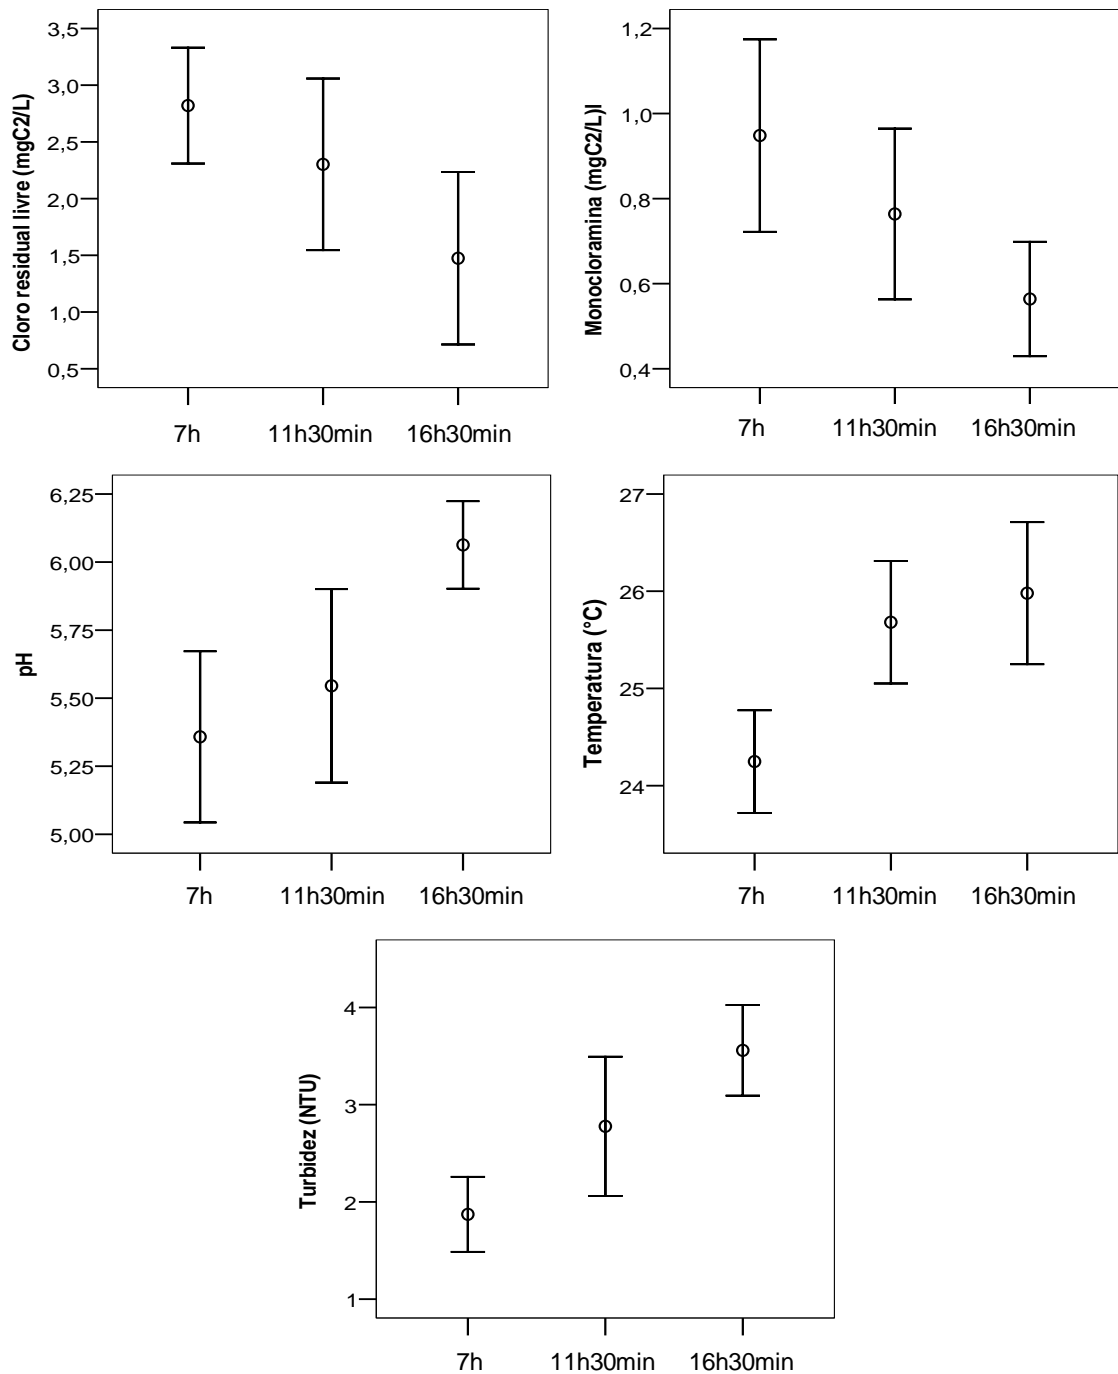 Cloro residual livre (mgC2/L)
3,5
3,0
2,5
2,0
1,5
1,0
0,5
7h 11h30min 16h30min
Monocloramina (mgC2/L)l
1,2
1,0
0,8
0,6
0,4
7h 11h30min 16h30min
pH
6,25
6,00
5,75
5,50
5,25
5,00
7h 11h30min 16h30min
Temperatura (°C)
27
26
25
24
7h 11h30min 16h30min
Turbidez (NTU)
4
3
2
1
7h 11h30min 16h30min